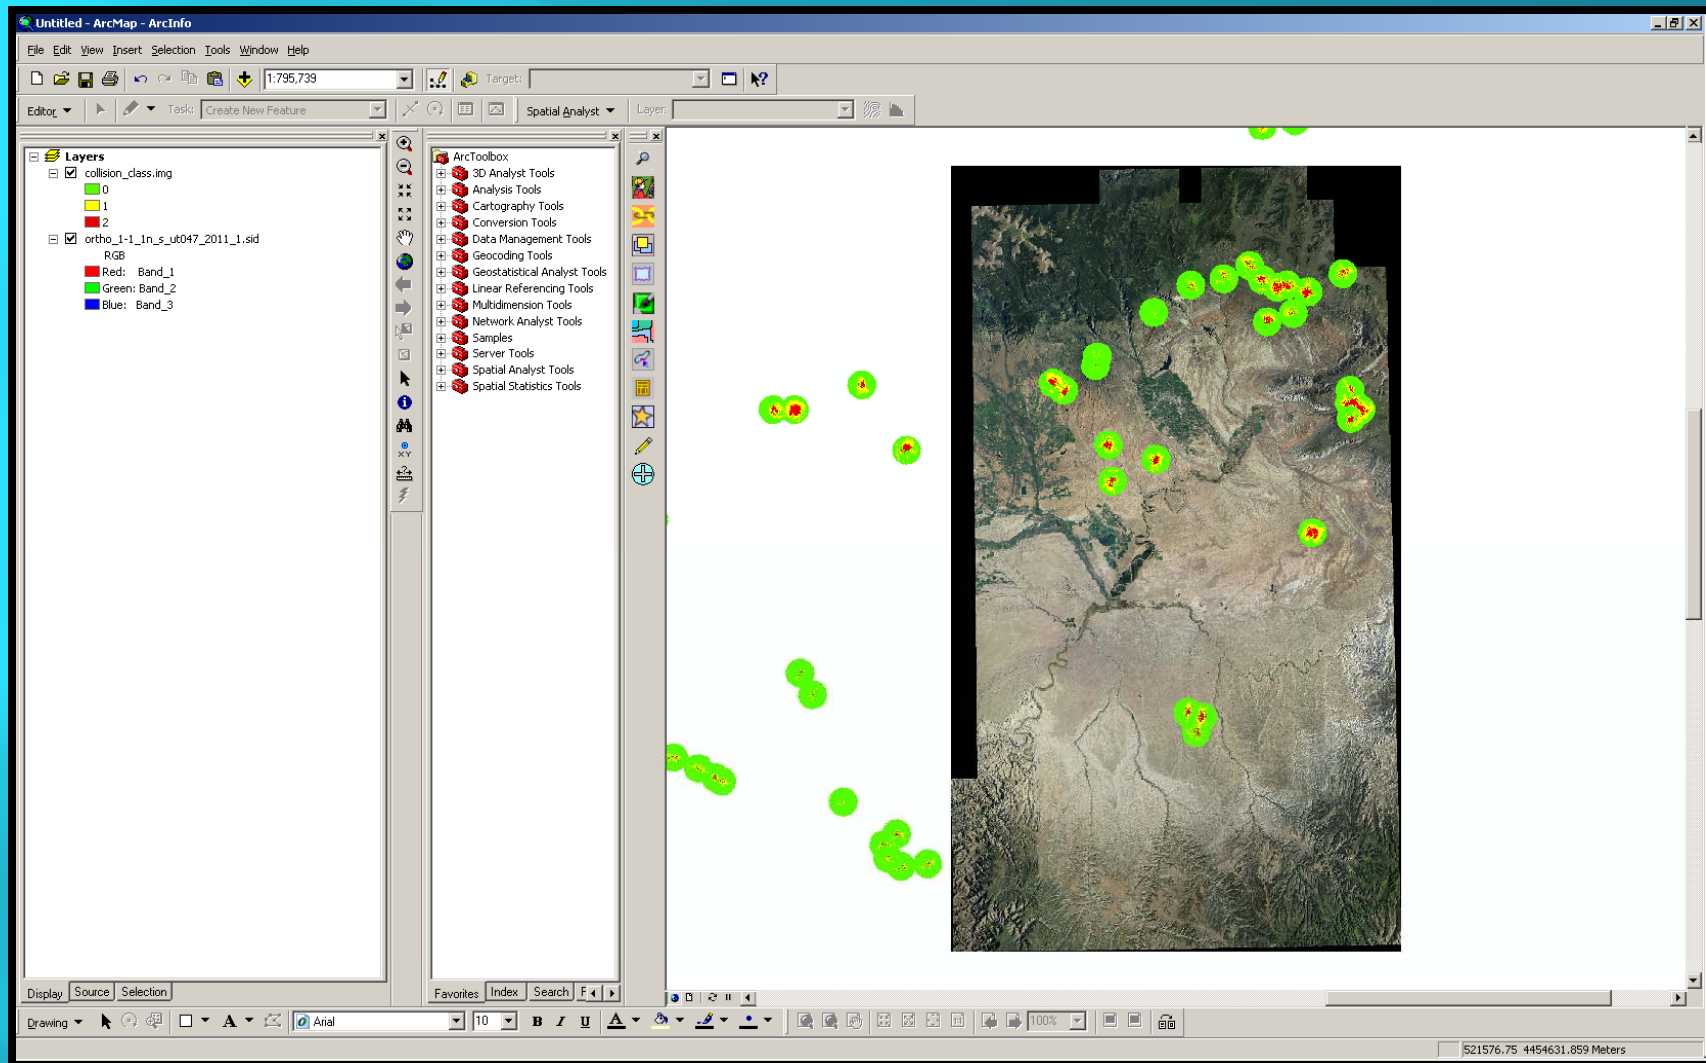 Untitled - ArcMap - ArcInfo
File Edit View Insert Selection Tools Window Help
1:795,739
Target:
Editor
Task: Create New Feature
Spatial Analyst
Layer:
Layers
collision_class.img
0
1
2
ortho_1-1_1n_s_ut047_2011_1.sid
RGB
Red: Band_1
Green: Band_2
Blue: Band_3
ArcToolbox
3D Analyst Tools
Analysis Tools
Cartography Tools
Conversion Tools
Data Management Tools
Geocoding Tools
Geostatistical Analyst Tools
Linear Referencing Tools
Multidimension Tools
Network Analyst Tools
Samples
Server Tools
Spatial Analyst Tools
Spatial Statistics Tools
XY
Display Source Selection
Favorites Index Search
Drawing
A
Arial
10
B I U A
100%
521576.75 4454631.859 Meters